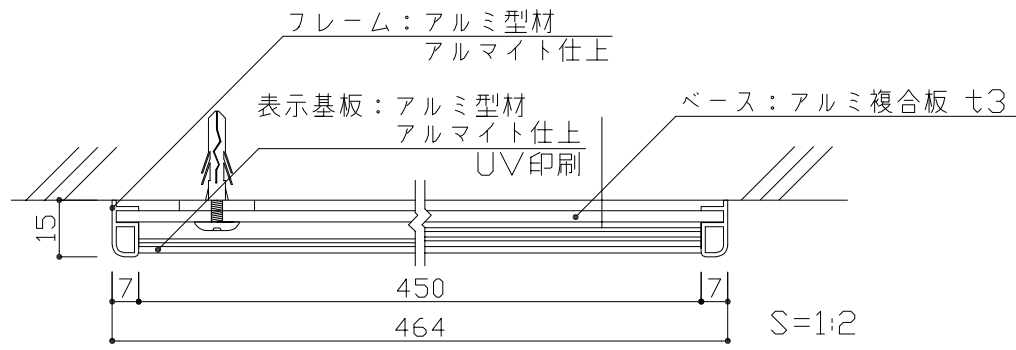 フレーム：アルミ型材
アルマイト仕上
表示基板：アルミ型材
アルマイト仕上
UV印刷
ベース：アルミ複合板 t3
15
7
450
7
464
S=1:2